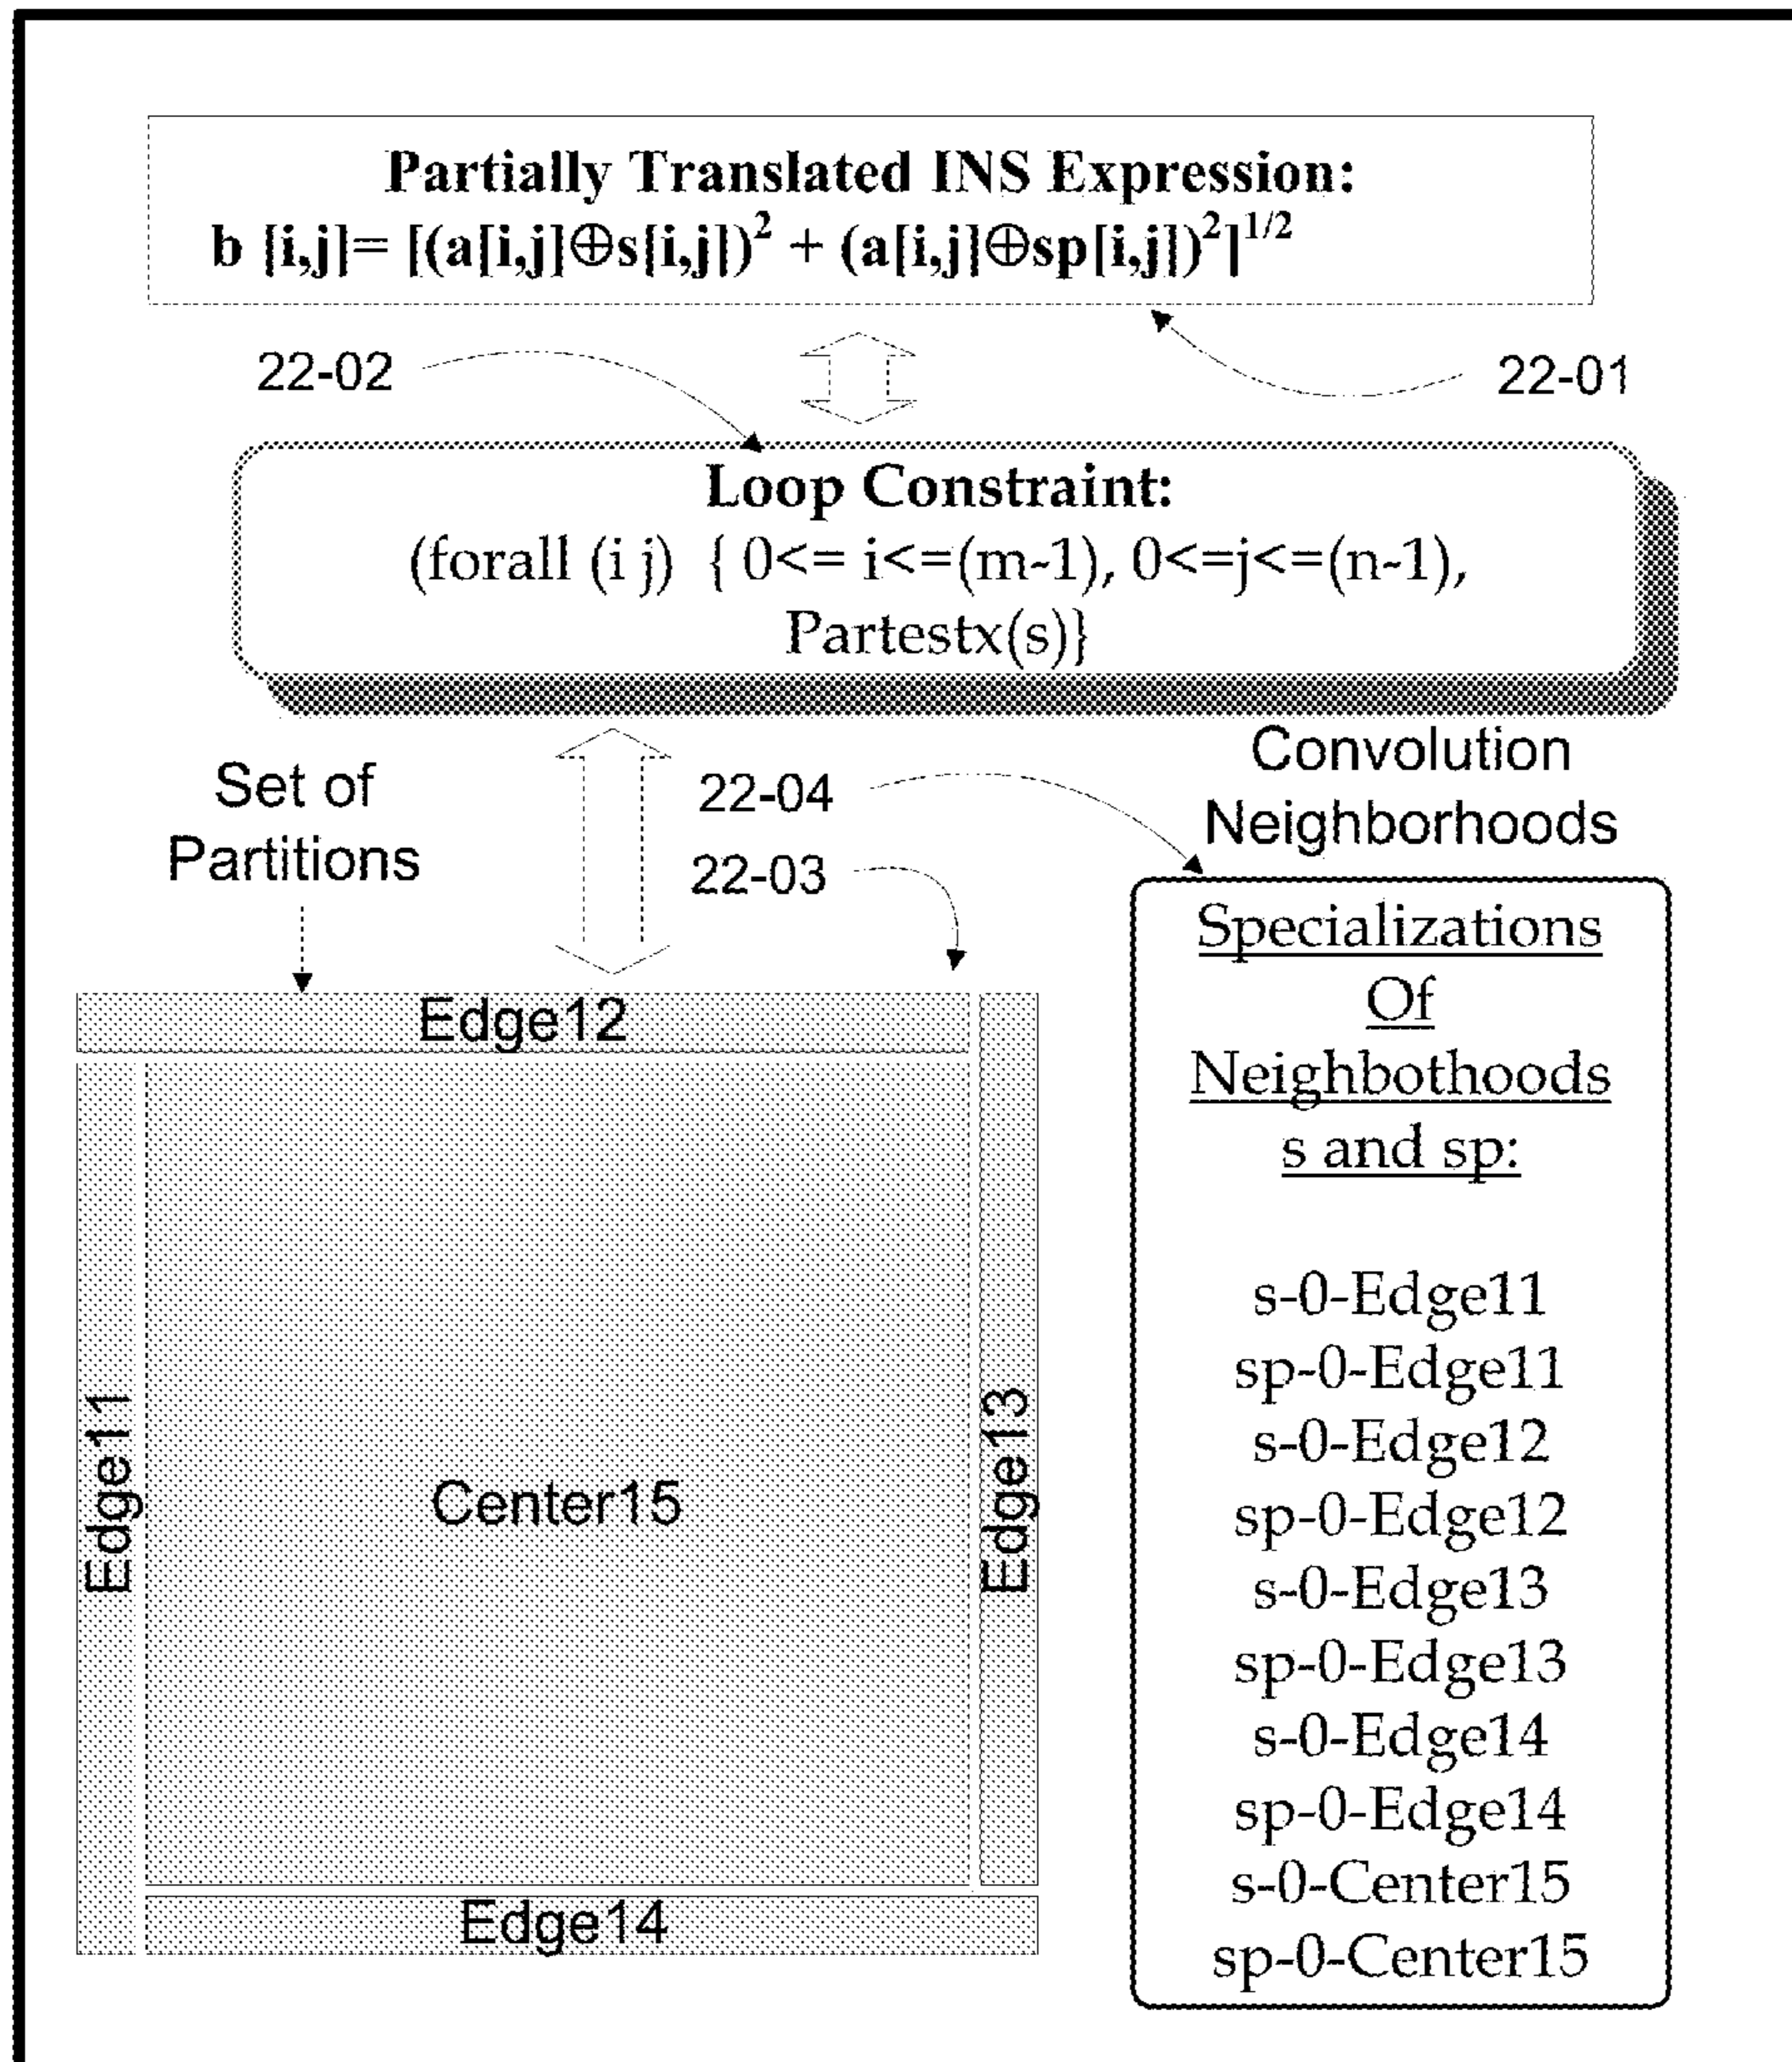 Partially Translated INS Expression:
b [i,j]= [(a[i,j]⊕s[i,j])² + (a[i,j]⊕sp[i,j])²]^1/2
22-02
22-01
Loop Constraint:
(forall (i j) { 0<= i<=(m-1), 0<=j<=(n-1),
Partestx(s)}
Set of
Partitions
22-04
22-03
Convolution
Neighborhoods
Edge12
Edge11
Center15
Edge13
Edge14
Specializations
Of
Neighbothoods
s and sp:
s-0-Edge11
sp-0-Edge11
s-0-Edge12
sp-0-Edge12
s-0-Edge13
sp-0-Edge13
s-0-Edge14
sp-0-Edge14
s-0-Center15
sp-0-Center15